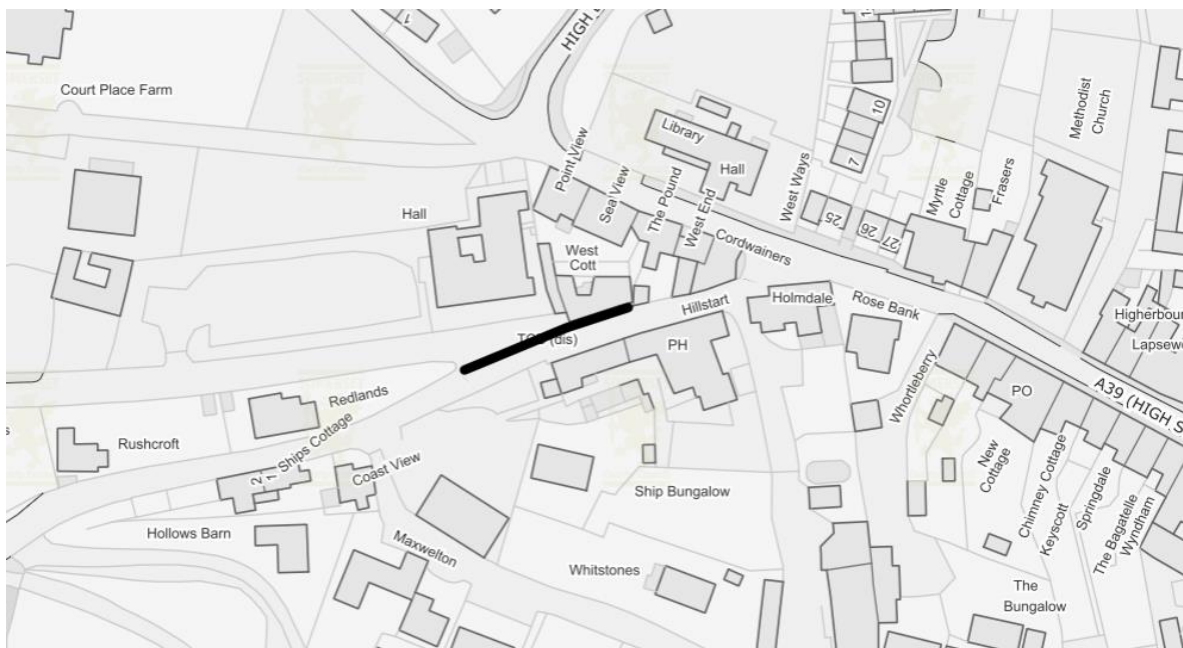 1
HIGH
Court Place Farm
Library
10
Methodist
Church
Point View
Hall
7
Hall
Sea View
The Pound
West End
West Ways
Myrtle
Cottage
Frasers
25
26
27
West
Cott
Cordwainers
Hillstart
Holmdale
Rose Bank
Higherbour
Lapsew
(dis)
PH
A39 (HIGH S
Whortleberry
PO
Redlands
Rushcroft
Ships Cottage
2
1
Coast View
New
Cottage
Chimney Cottage
Keyscott
Springdale
The Bagatelle
Wyndham
Ship Bungalow
Hollows Barn
Maxwelton
Whitstones
The
Bungalow